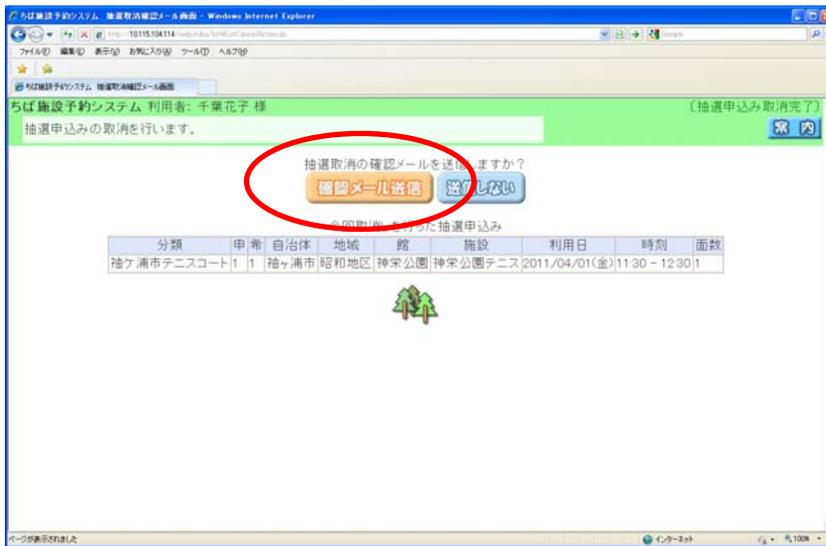 ちば施設予約システム 抽選取消確認メール画面 - Windows Internet Explorer
ファイル(F) 編集(E) 表示(V) お気に入り(A) ツール(T) ヘルプ(H)
ちば施設予約システム 抽選取消確認メール画面
ちば施設予約システム 利用者: 千葉花子 様 〔抽選申込み取消完了〕
抽選申込みの取消を行います。 案内
抽選取消の確認メールを送信しますか?
確認メール送信 送信しない
今回取消しを行った抽選申込み
分類 申 希 自治体 地域 館 施設 利用日 時刻 面数
袖ケ浦市テニスコート 1 1 袖ヶ浦市 昭和地区 神栄公園 神栄公園テニス 2011/04/01(金) 11:30 - 12:30 1
ページが表示されました インターネット 100%